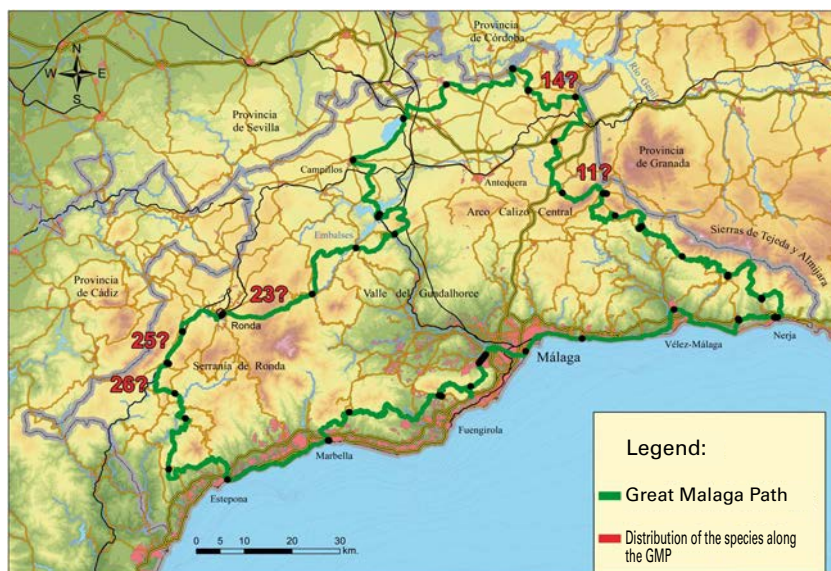 Provincia
de Córdoba
N
W E
S
14?
Río Genil
Provincia
de Sevilla
Provincia
de Granada
Campillos
Antequera
11?
Arco Calizo Central
Embalses
Sierras de Tejeda y Almijara
Provincia
de Cádiz
23?
Valle del Guadalhorce
Ronda
25?
Serranía de Ronda
26?
Málaga
Vélez-Málaga
Nerja
Fuengirola
Marbella
Estepona
0 5 10 20 30
km.
Legend:
Great Malaga Path
Distribution of the species along
the GMP